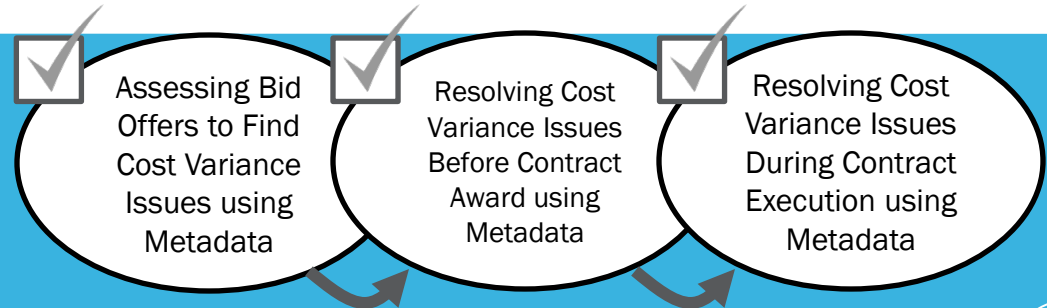 Assessing Bid
Offers to Find
Cost Variance
Issues using
Metadata
Resolving Cost
Variance Issues
Before Contract
Award using
Metadata
Resolving Cost
Variance Issues
During Contract
Execution using
Metadata